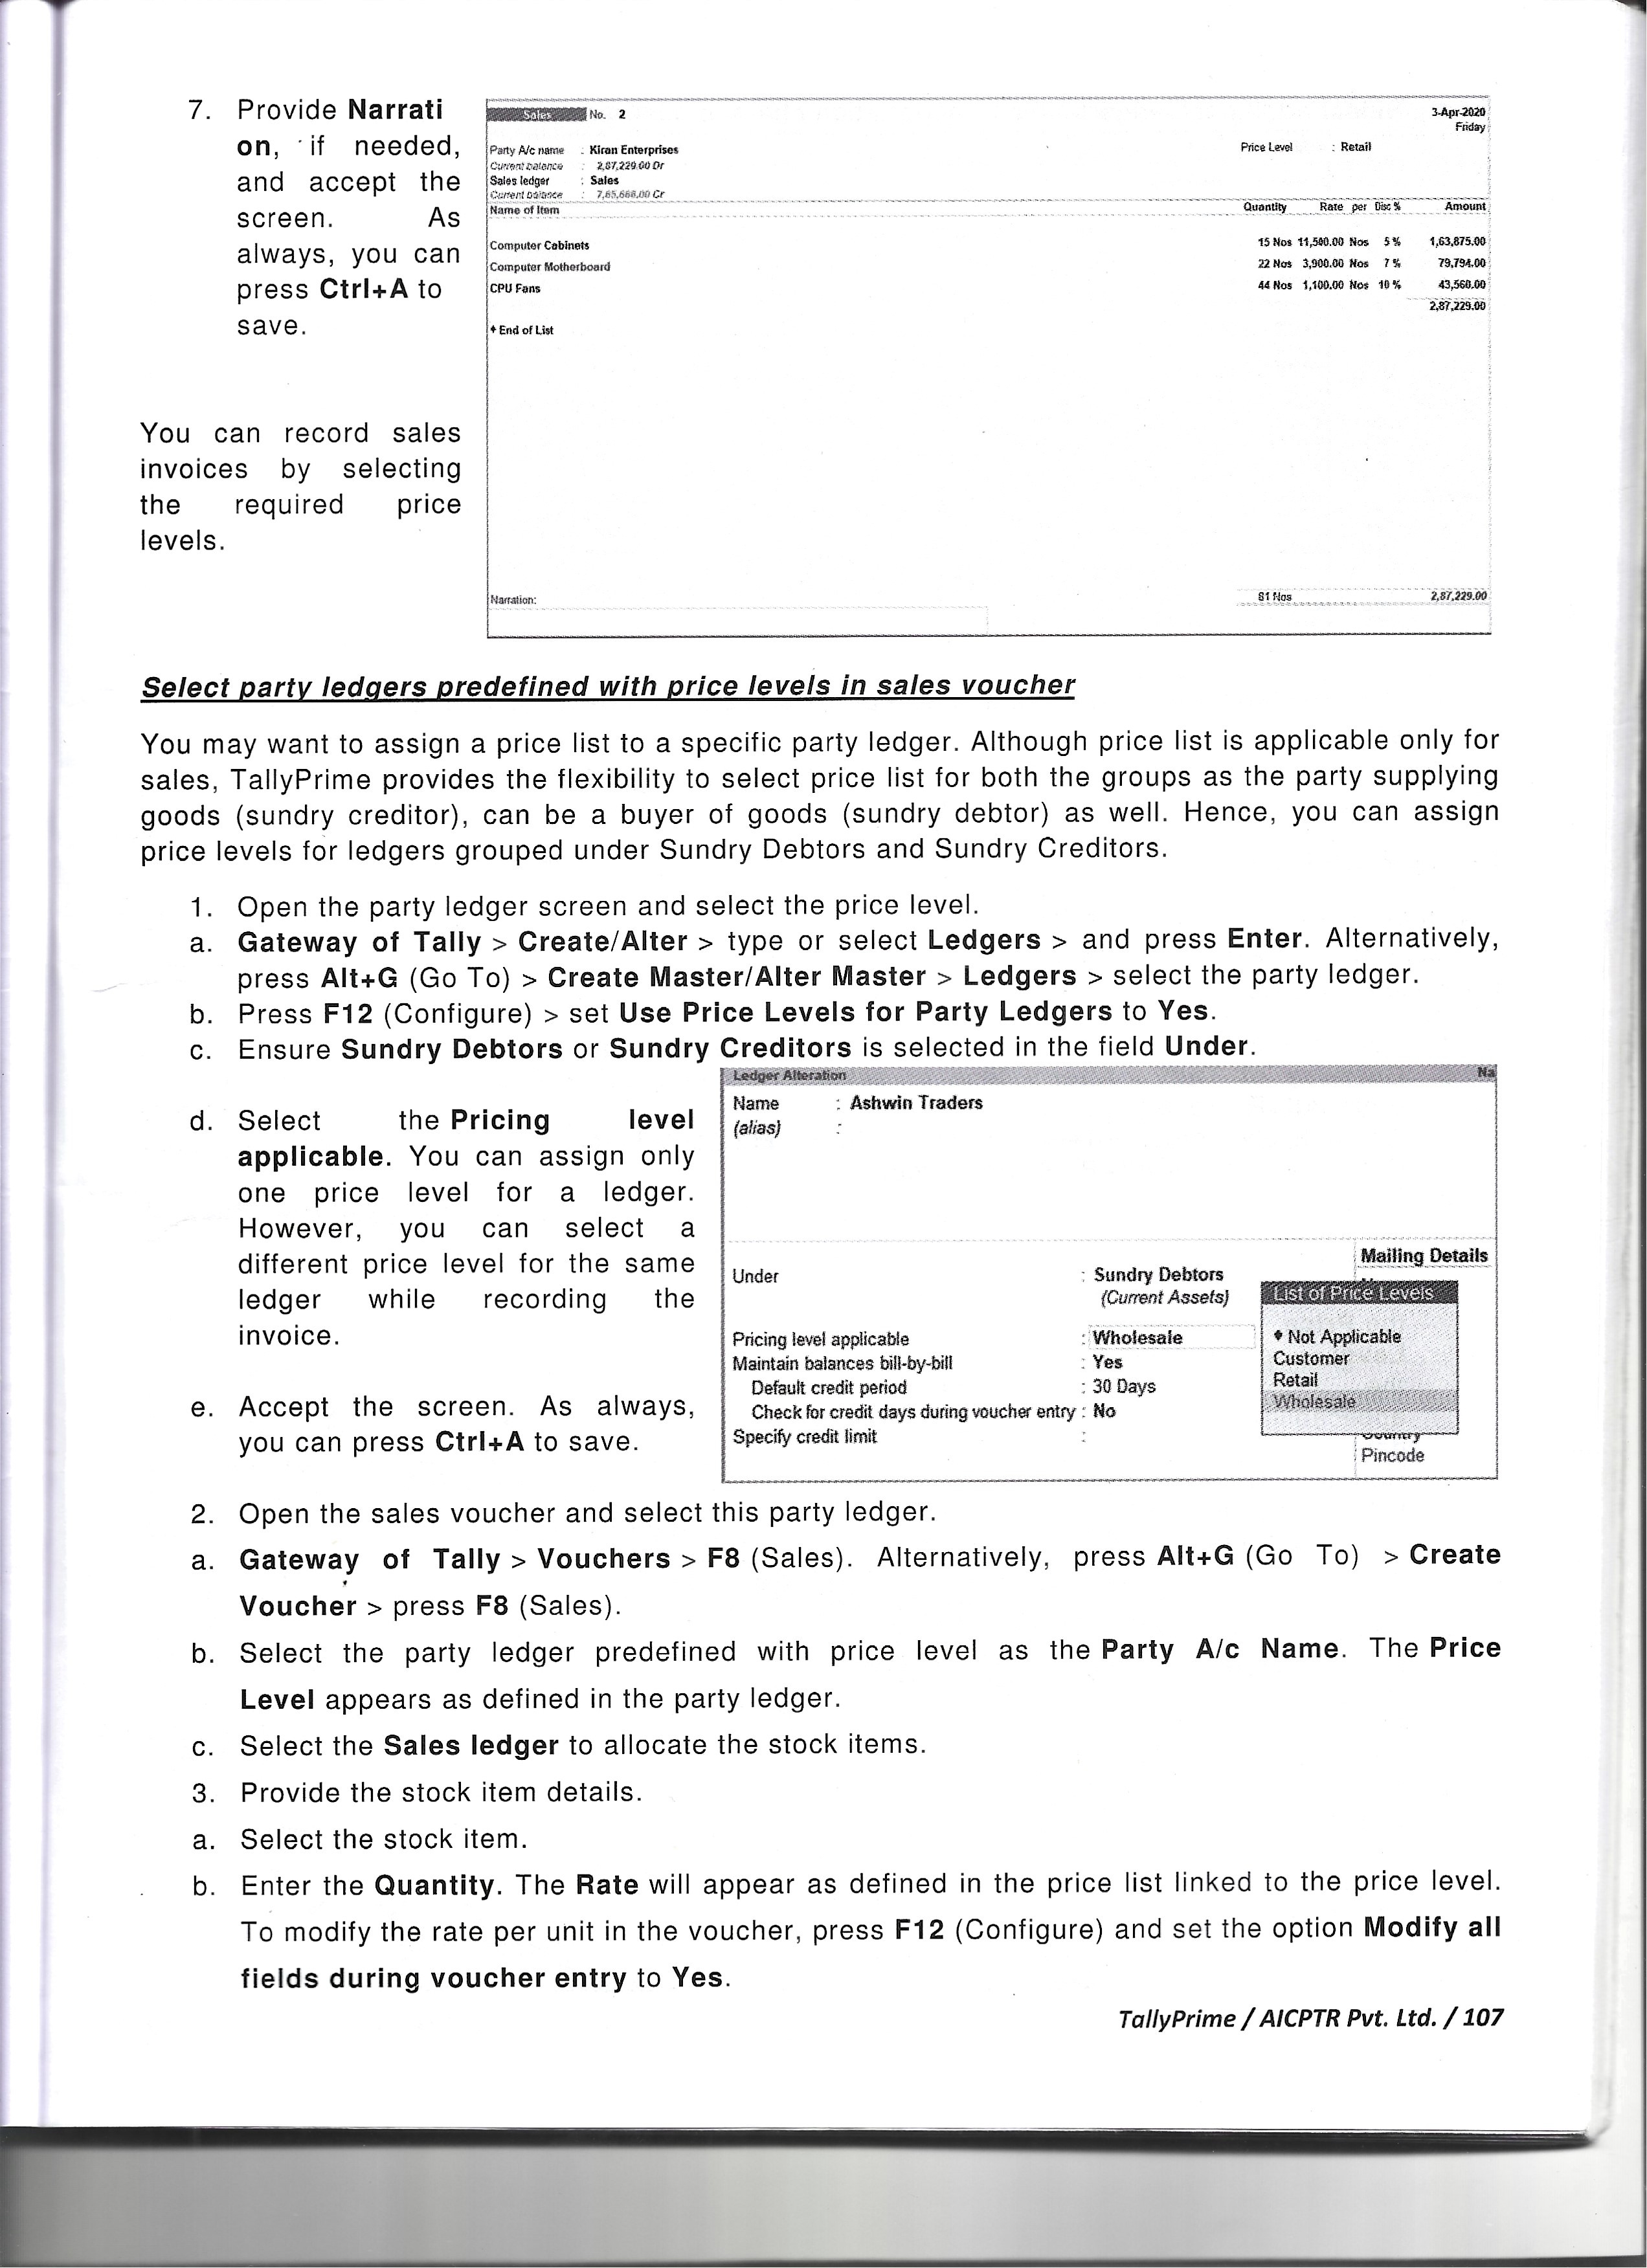 7. Provide Narrati
on, if needed,
and accept the
screen. As
always, you can
press Ctrl+A to
save.
You can record sales
invoices by selecting
the required price
levels.
Sales No. 2 3-Apr-2020
Friday
Party A/c name : Kiran Enterprises Price Level : Retail
Current balance : 2,87,229.00 Dr
Sales ledger : Sales
Current balance : 7,65,668.00 Cr
Name of Item Quantity Rate per Disc % Amount
Computer Cabinets 15 Nos 11,500.00 Nos 5 % 1,63,875.00
Computer Motherboard 22 Nos 3,900.00 Nos 7 % 79,794.00
CPU Fans 44 Nos 1,100.00 Nos 10 % 43,560.00
2,87,229.00
♦ End of List
Narration: 81 Nos 2,87,229.00
Select party ledgers predefined with price levels in sales voucher
You may want to assign a price list to a specific party ledger. Although price list is applicable only for
sales, TallyPrime provides the flexibility to select price list for both the groups as the party supplying
goods (sundry creditor), can be a buyer of goods (sundry debtor) as well. Hence, you can assign
price levels for ledgers grouped under Sundry Debtors and Sundry Creditors.
1. Open the party ledger screen and select the price level.
a. Gateway of Tally > Create/Alter > type or select Ledgers > and press Enter. Alternatively,
press Alt+G (Go To) > Create Master/Alter Master > Ledgers > select the party ledger.
b. Press F12 (Configure) > set Use Price Levels for Party Ledgers to Yes.
c. Ensure Sundry Debtors or Sundry Creditors is selected in the field Under.
d. Select the Pricing level
applicable. You can assign only
one price level for a ledger.
However, you can select a
different price level for the same
ledger while recording the
invoice.
e. Accept the screen. As always,
you can press Ctrl+A to save.
Ledger Alteration Na
Name : Ashwin Traders
(alias) :
Mailing Details
Under : Sundry Debtors
(Current Assets)
List of Price Levels
Pricing level applicable : Wholesale ♦ Not Applicable
Maintain balances bill-by-bill : Yes Customer
Default credit period : 30 Days Retail
Check for credit days during voucher entry : No Wholesale
Specify credit limit : Country
Pincode
2. Open the sales voucher and select this party ledger.
a. Gateway of Tally > Vouchers > F8 (Sales). Alternatively, press Alt+G (Go To) > Create
Voucher > press F8 (Sales).
b. Select the party ledger predefined with price level as the Party A/c Name. The Price
Level appears as defined in the party ledger.
c. Select the Sales ledger to allocate the stock items.
3. Provide the stock item details.
a. Select the stock item.
b. Enter the Quantity. The Rate will appear as defined in the price list linked to the price level.
To modify the rate per unit in the voucher, press F12 (Configure) and set the option Modify all
fields during voucher entry to Yes.
TallyPrime / AICPTR Pvt. Ltd. / 107